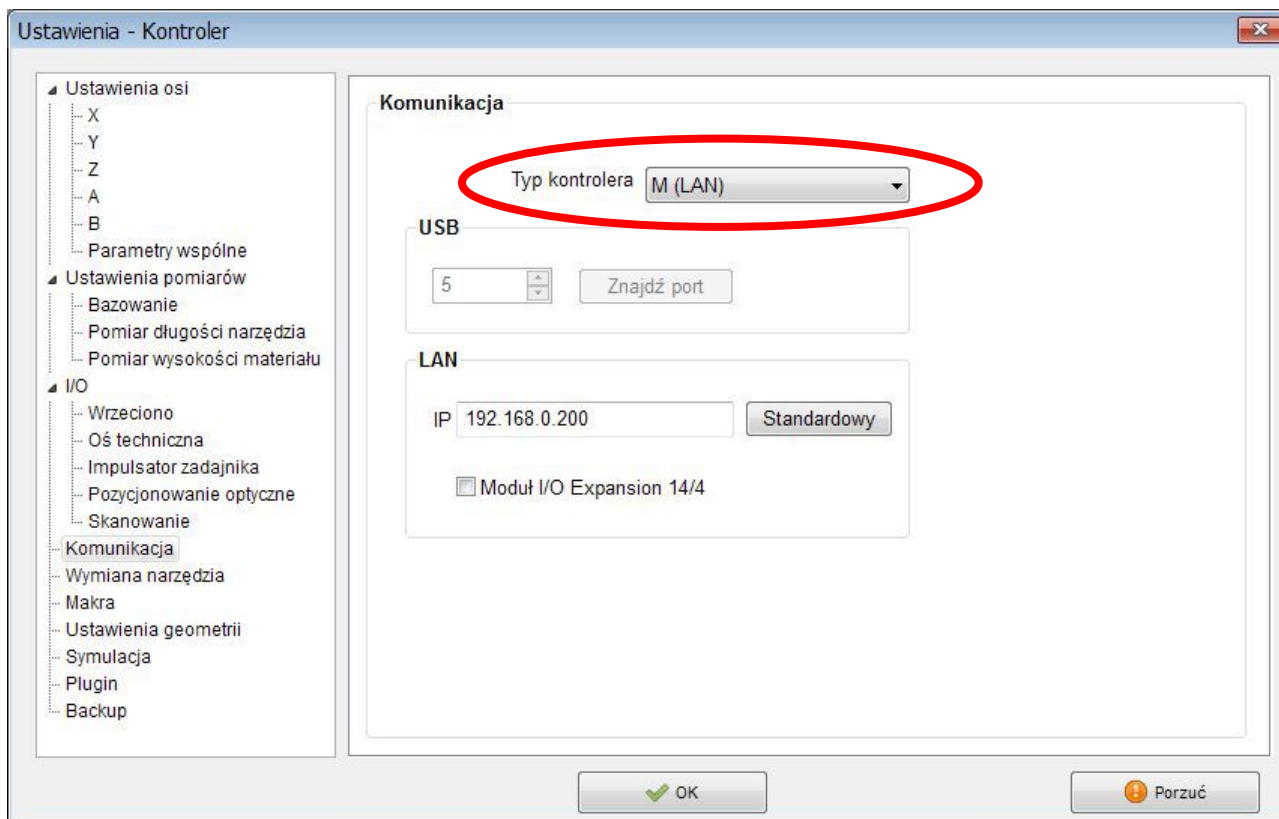 Ustawienia - Kontroler
Ustawienia osi
X
Y
Z
A
B
Parametry wspólne
Ustawienia pomiarów
Bazowanie
Pomiar długości narzędzia
Pomiar wysokości materiału
I/O
Wrzeciono
Oś techniczna
Impulsator zadajnika
Pozycjonowanie optyczne
Skanowanie
Komunikacja
Wymiana narzędzia
Makra
Ustawienia geometrii
Symulacja
Plugin
Backup
Komunikacja
Typ kontrolera M (LAN)
USB
5 Znajdź port
LAN
IP 192.168.0.200 Standardowy
Moduł I/O Expansion 14/4
OK Porzuć